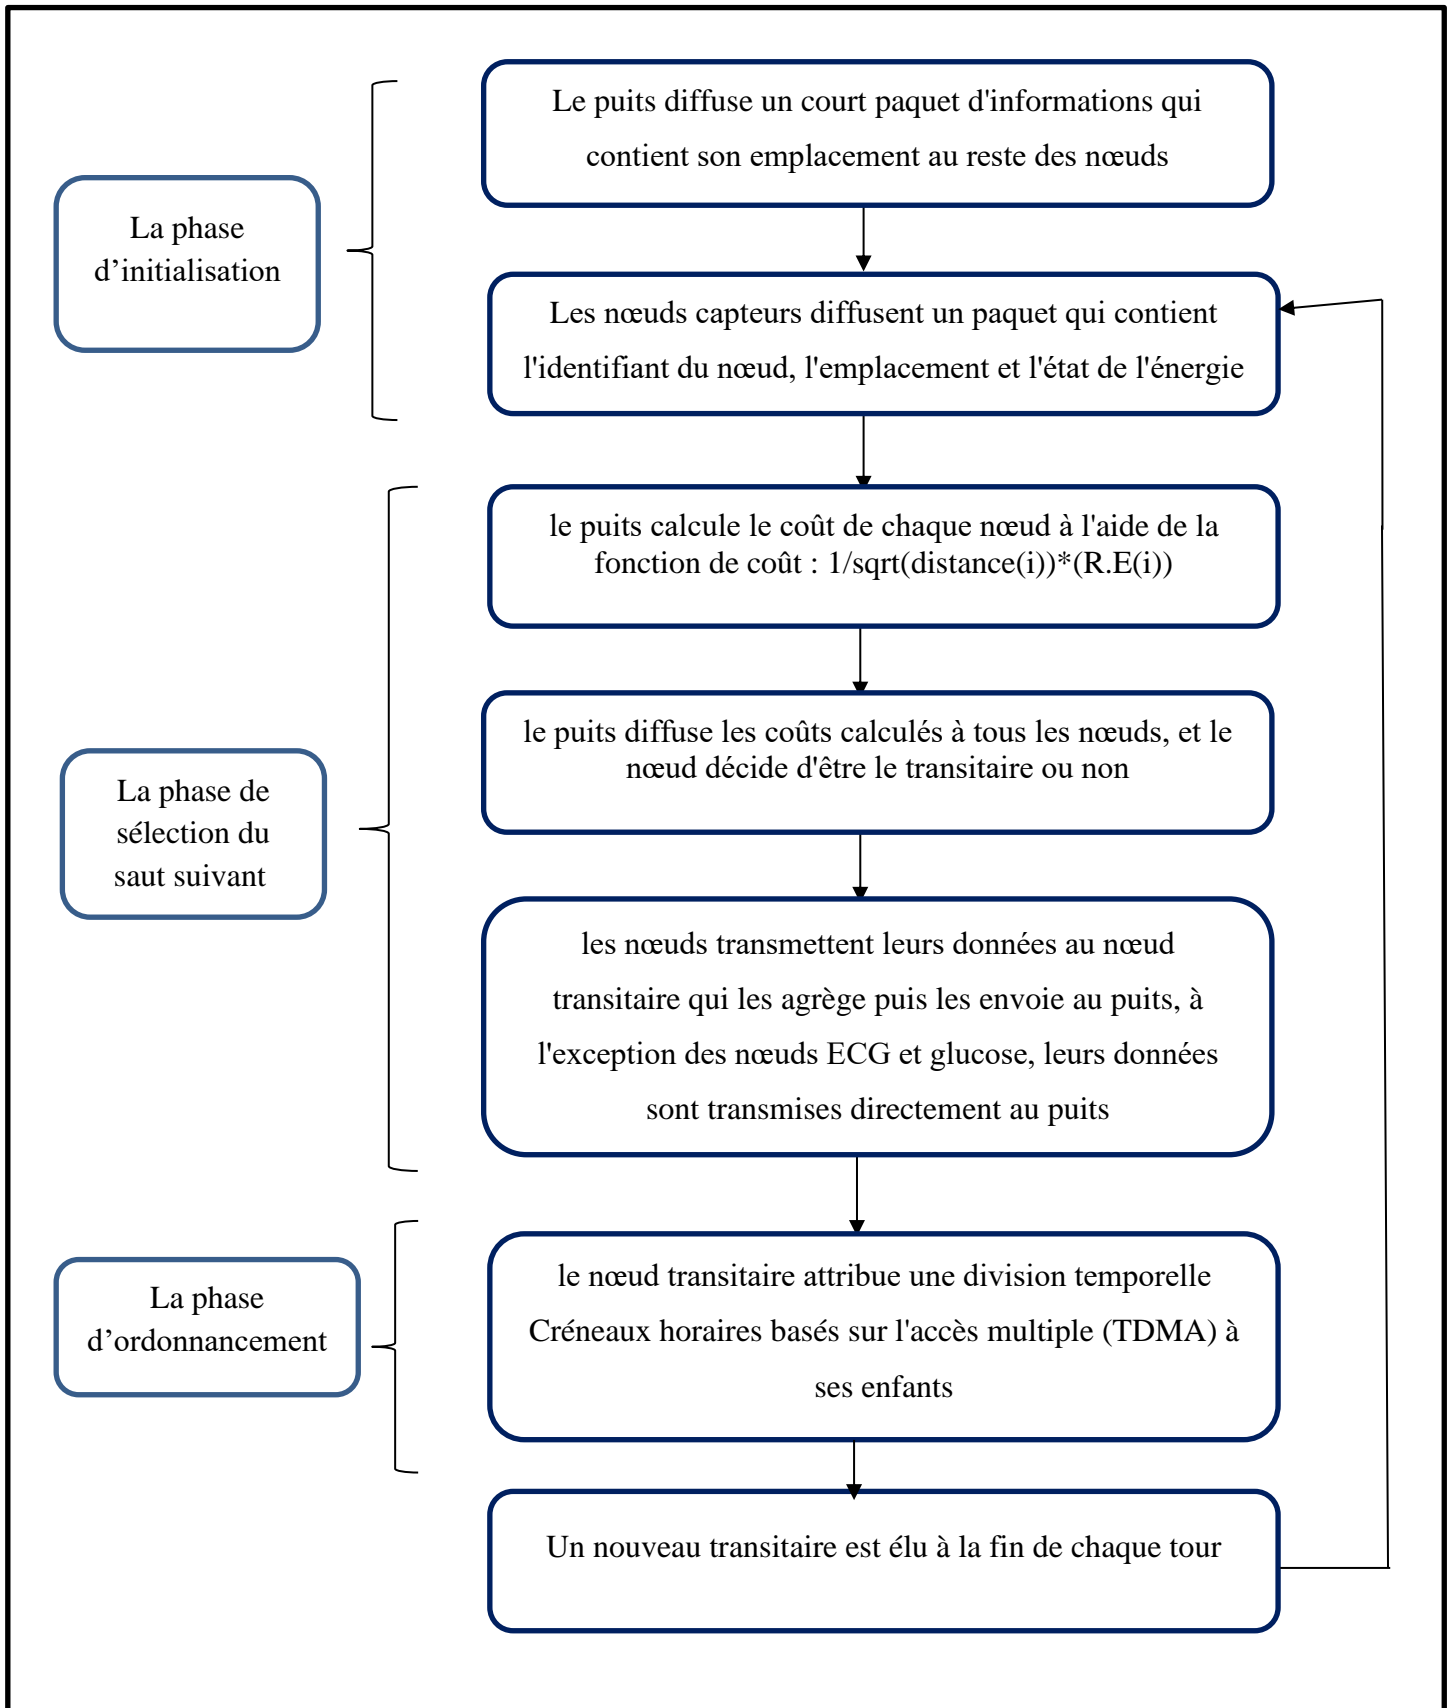 Le puits diffuse un court paquet d'informations qui
contient son emplacement au reste des nœuds
La phase
d’initialisation
Les nœuds capteurs diffusent un paquet qui contient
l'identifiant du nœud, l'emplacement et l'état de l'énergie
le puits calcule le coût de chaque nœud à l'aide de la
fonction de coût : 1/sqrt(distance(i))*(R.E(i))
le puits diffuse les coûts calculés à tous les nœuds, et le
nœud décide d'être le transitaire ou non
La phase de
sélection du
saut suivant
les nœuds transmettent leurs données au nœud
transitaire qui les agrège puis les envoie au puits, à
l'exception des nœuds ECG et glucose, leurs données
sont transmises directement au puits
La phase
d’ordonnancement
le nœud transitaire attribue une division temporelle
Créneaux horaires basés sur l'accès multiple (TDMA) à
ses enfants
Un nouveau transitaire est élu à la fin de chaque tour